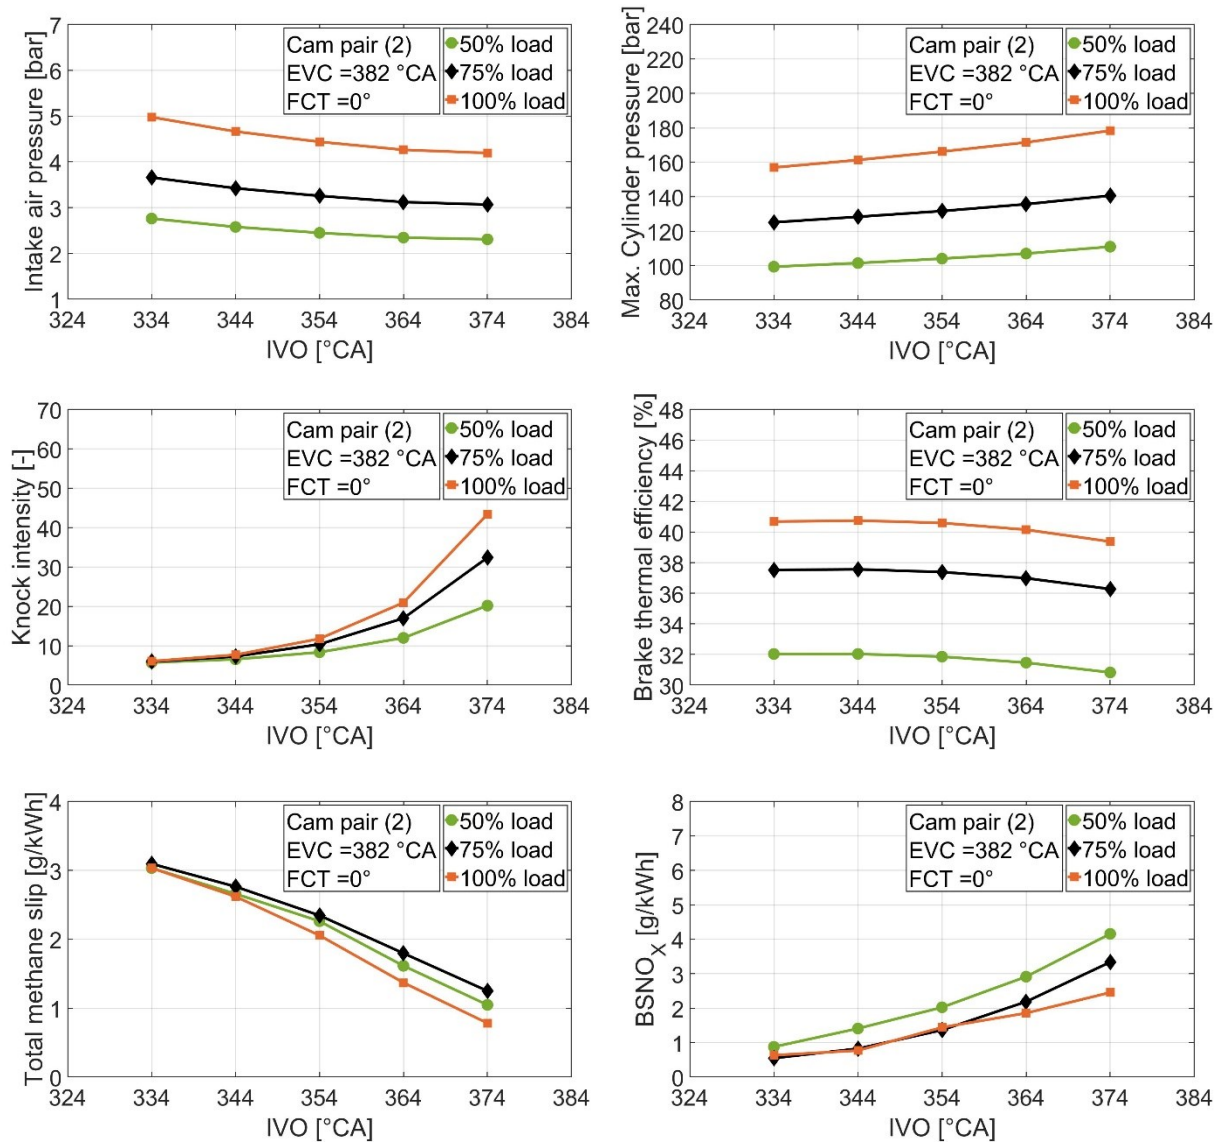 Intake air pressure [bar]
7
6
5
4
3
2
1
324 334 344 354 364 374 384
IVO [°CA]
Cam pair (2)
EVC =382 °CA
FCT =0°
50% load
75% load
100% load
Max. Cylinder pressure [bar]
240
220
200
180
160
140
120
100
80
324 334 344 354 364 374 384
IVO [°CA]
Cam pair (2)
EVC =382 °CA
FCT =0°
50% load
75% load
100% load
Knock intensity [-]
70
60
50
40
30
20
10
0
324 334 344 354 364 374 384
IVO [°CA]
Cam pair (2)
EVC =382 °CA
FCT =0°
50% load
75% load
100% load
Brake thermal efficiency [%]
48
46
44
42
40
38
36
34
32
30
324 334 344 354 364 374 384
IVO [°CA]
Cam pair (2)
EVC =382 °CA
FCT =0°
50% load
75% load
100% load
Total methane slip [g/kWh]
4
3
2
1
0
324 334 344 354 364 374 384
IVO [°CA]
Cam pair (2)
EVC =382 °CA
FCT =0°
50% load
75% load
100% load
BSNO_X [g/kWh]
8
7
6
5
4
3
2
1
0
324 334 344 354 364 374 384
IVO [°CA]
Cam pair (2)
EVC =382 °CA
FCT =0°
50% load
75% load
100% load